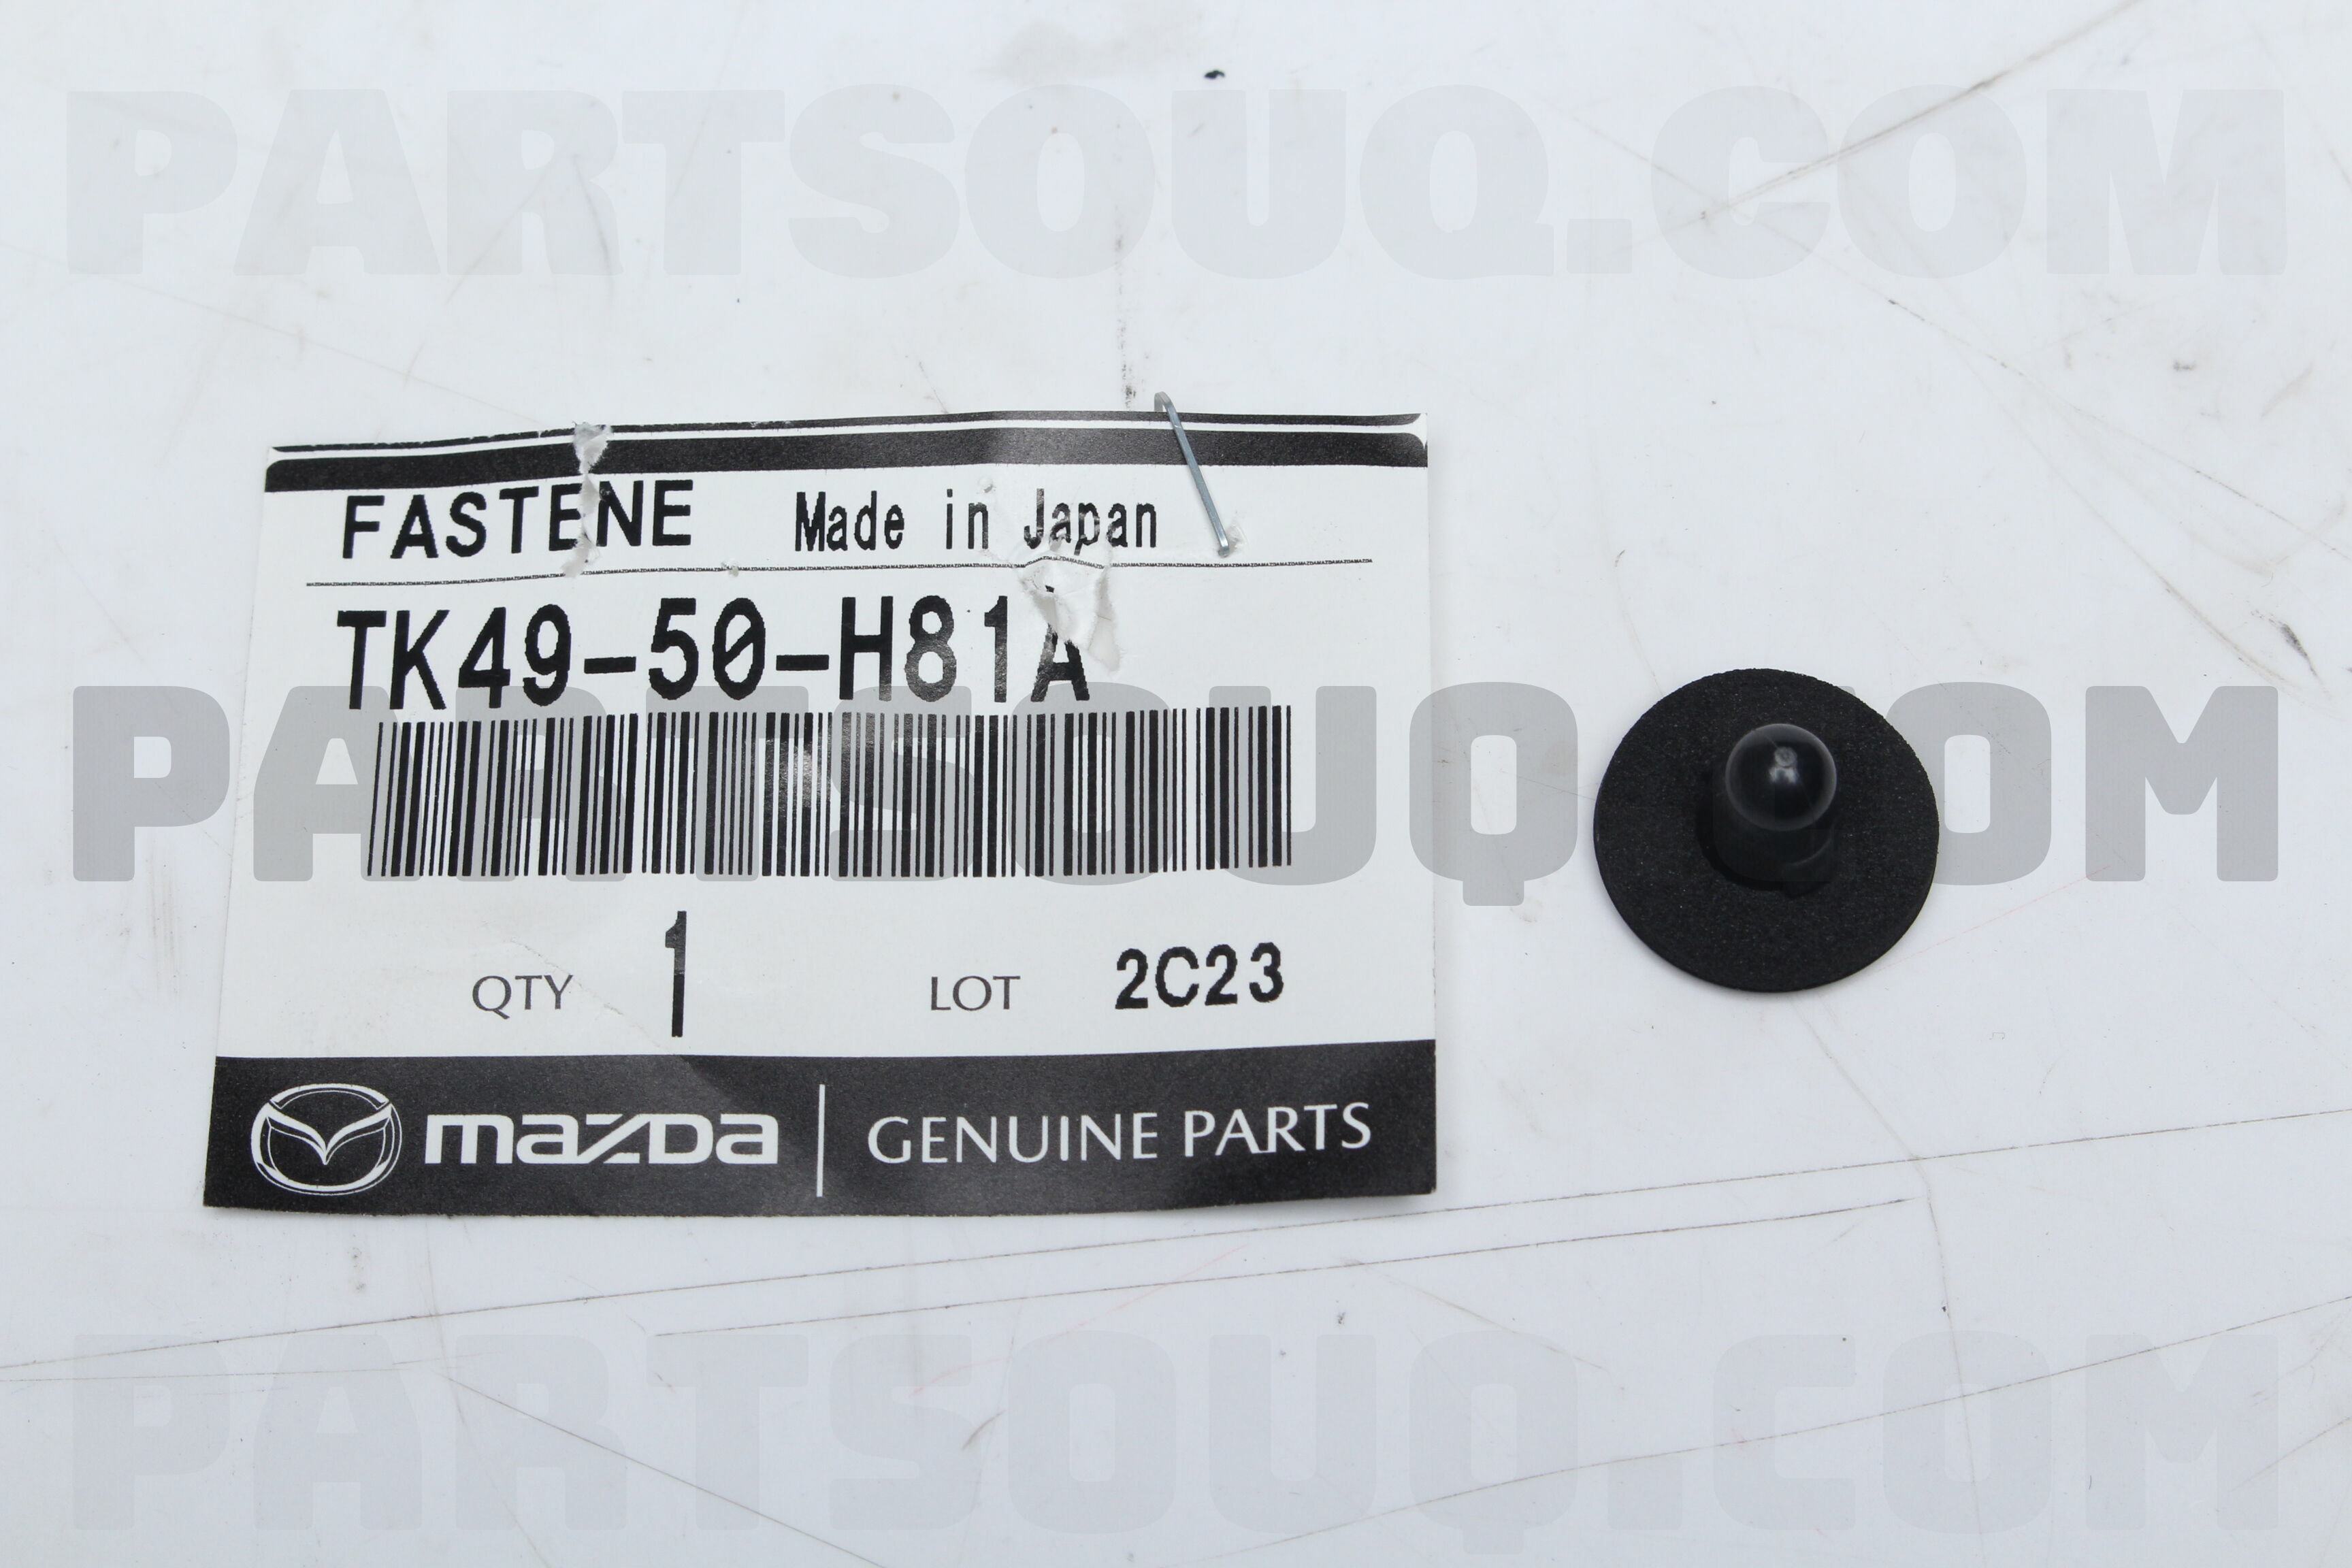 PARTSOUQ.COM
FASTENE Made in Japan
TK49-50-H81A
PARTSOUQ.COM
QTY 1 LOT 2C23
mazda GENUINE PARTS
PARTSOUQ.COM